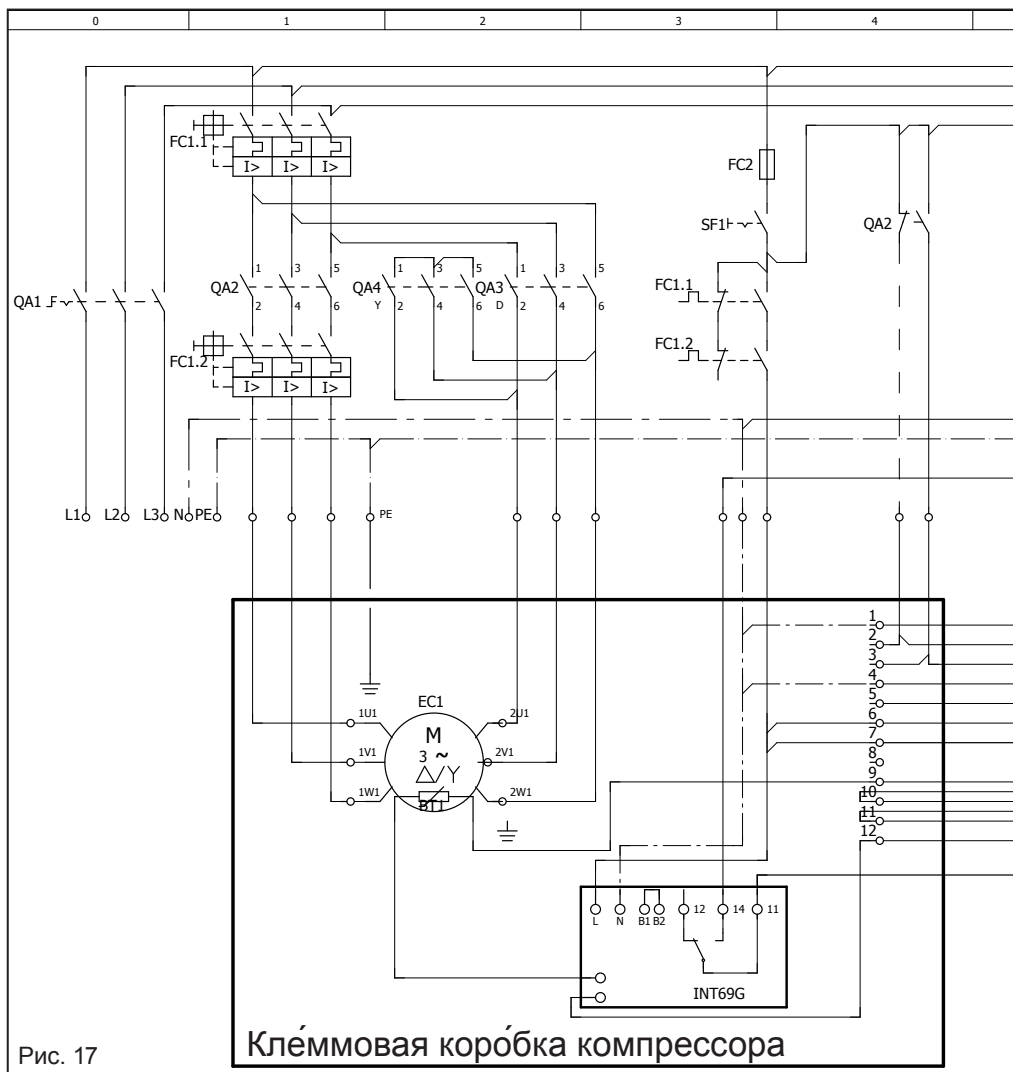 0 1 2 3 4
FC1.1
I> I> I>
FC2
SF1
QA2
1 3 5 1 3 5 1 3 5
QA1 QA2 QA4 QA3 FC1.1
2 4 6 Y 2 4 6 D 2 4 6
FC1.2 FC1.2
I> I> I>
L1 L2 L3 N PE PE
1
2
3
4
5
6
7
8
9
10
11
12
EC1
1U1 2U1
M
1V1 3 ~ 2V1
△/Y
1W1 BT1 2W1
L N B1 B2 12 14 11
INT69G
Кле́ммовая коро́бка компрессора
Рис. 17